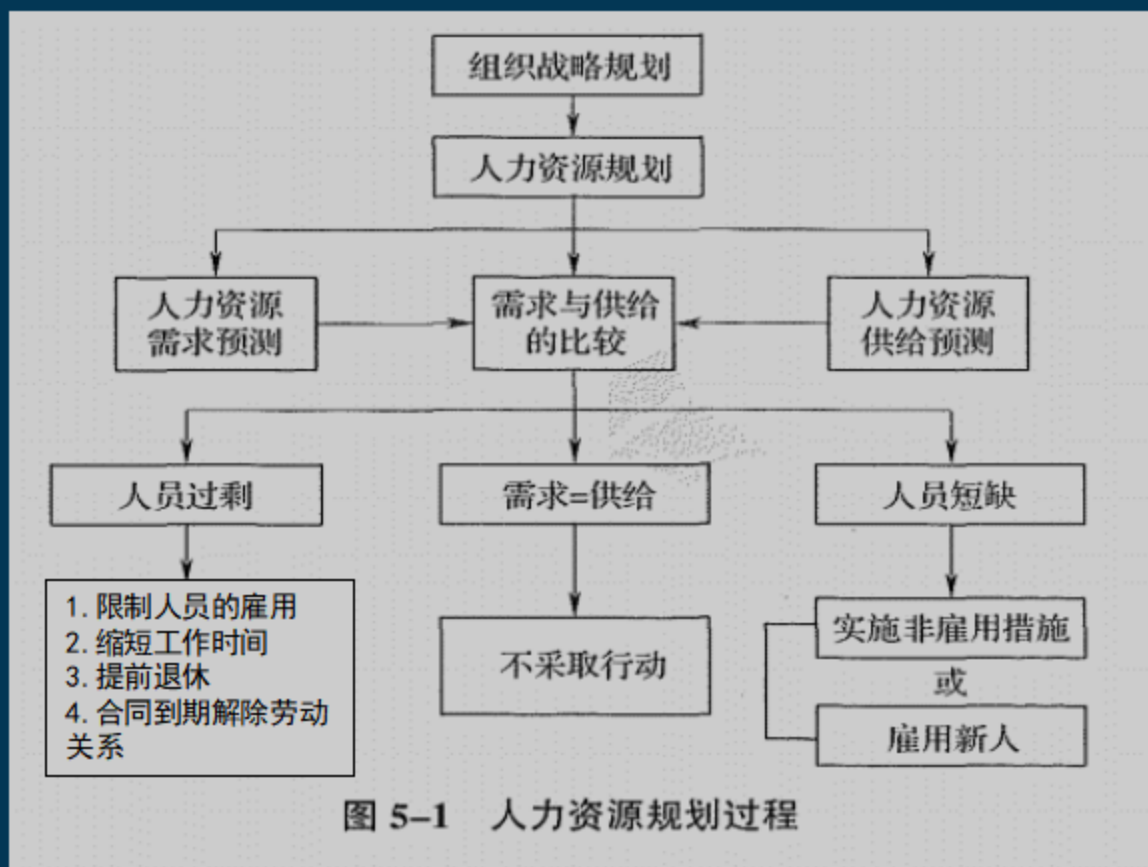 组织战略规划
人力资源规划
人力资源
需求预测
需求与供给
的比较
人力资源
供给预测
人员过剩
需求=供给
人员短缺
1.限制人员的雇用
2.缩短工作时间
3.提前退休
4.合同到期解除劳动
关系
不采取行动
实施非雇用措施
或
雇用新人
图 5-1 人力资源规划过程